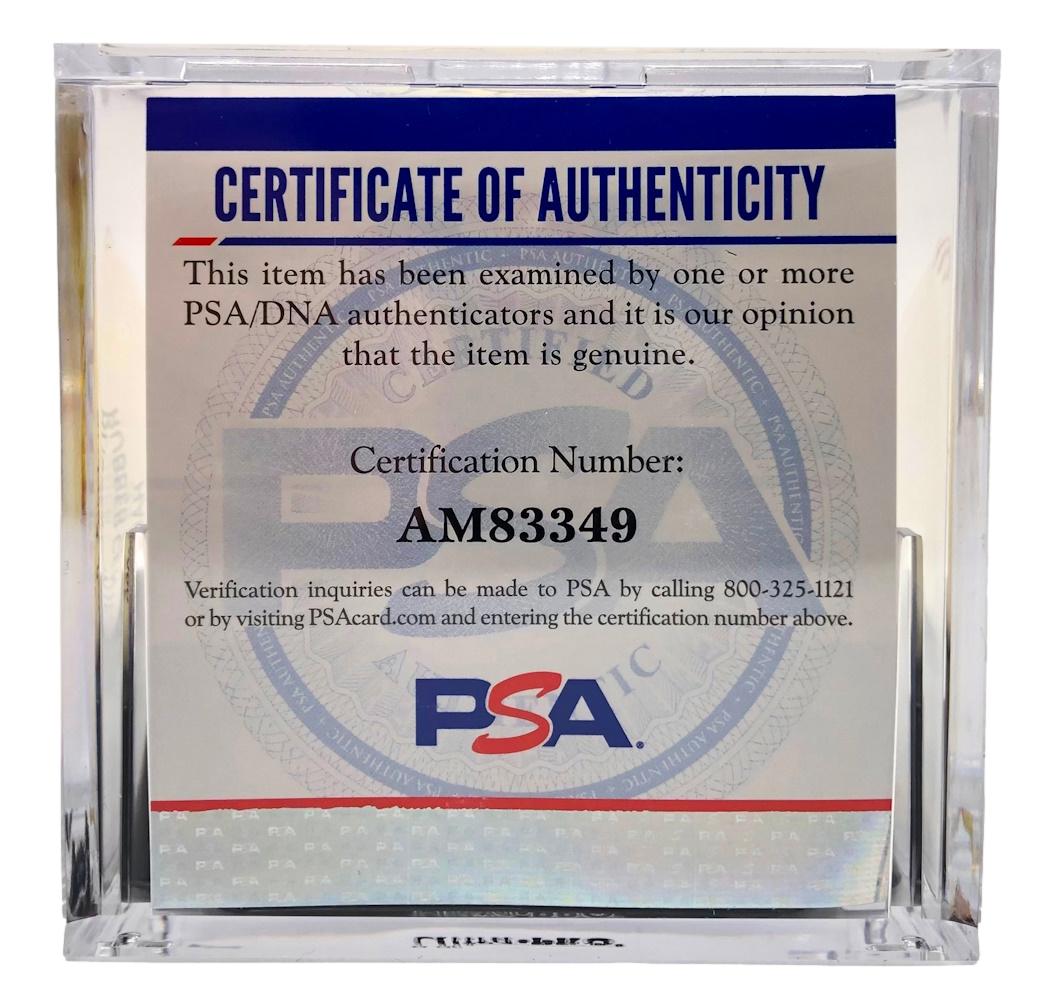 CERTIFICATE OF AUTHENTICITY
This item has been examined by one or more
PSA/DNA authenticators and it is our opinion
that the item is genuine.
CERTIFIED
PSA
Certification Number:
AM83349
Verification inquiries can be made to PSA by calling 800-325-1121
or by visiting PSAcard.com and entering the certification number above.
PSA